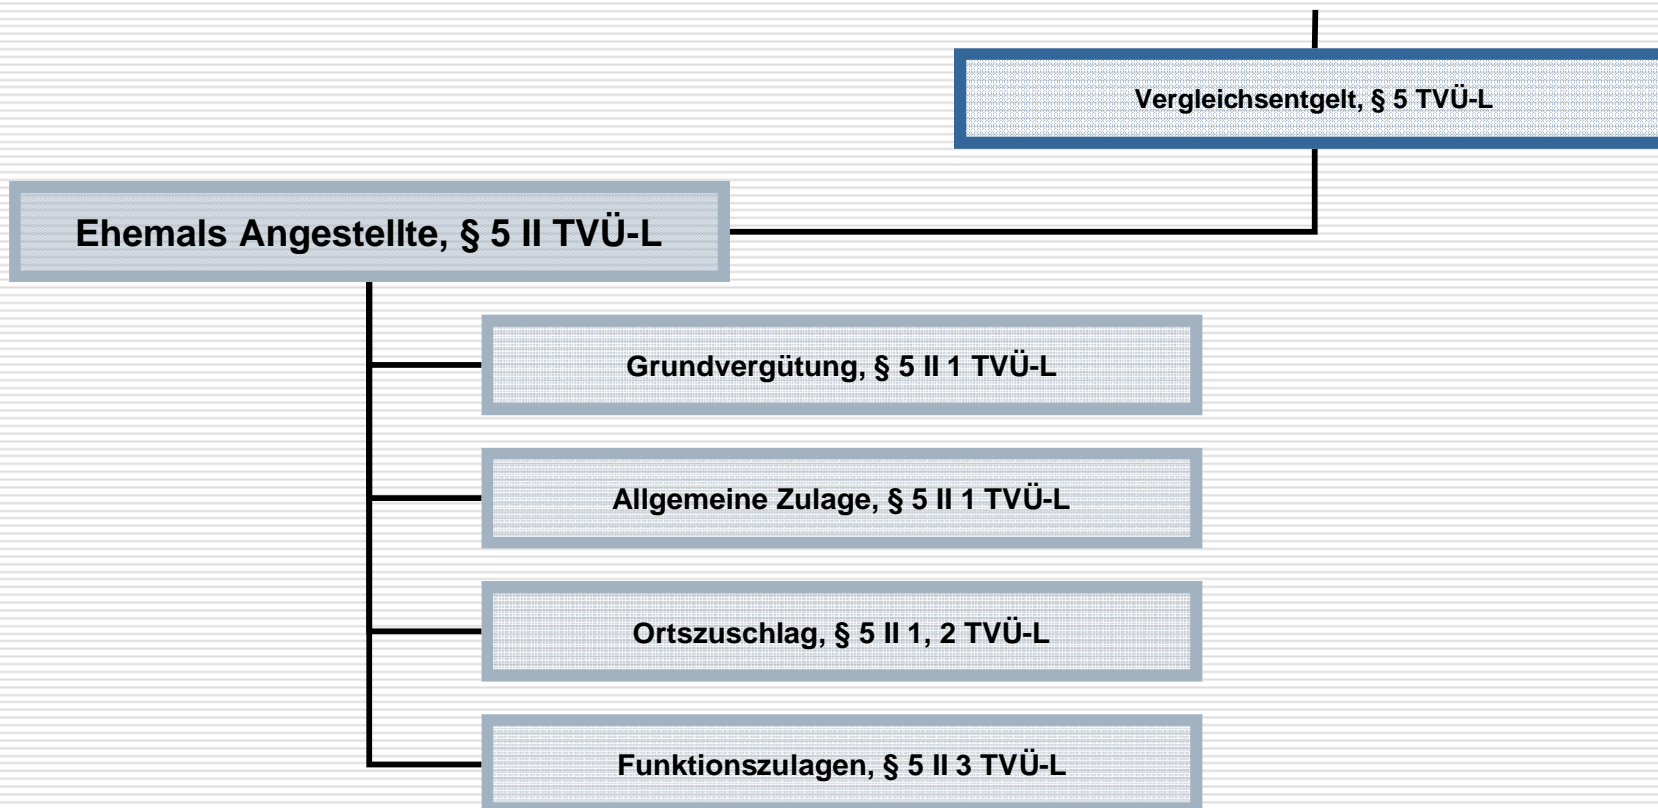 Vergleichsentgelt, § 5 TVÜ-L
Ehemals Angestellte, § 5 II TVÜ-L
Grundvergütung, § 5 II 1 TVÜ-L
Allgemeine Zulage, § 5 II 1 TVÜ-L
Ortszuschlag, § 5 II 1, 2 TVÜ-L
Funktionszulagen, § 5 II 3 TVÜ-L